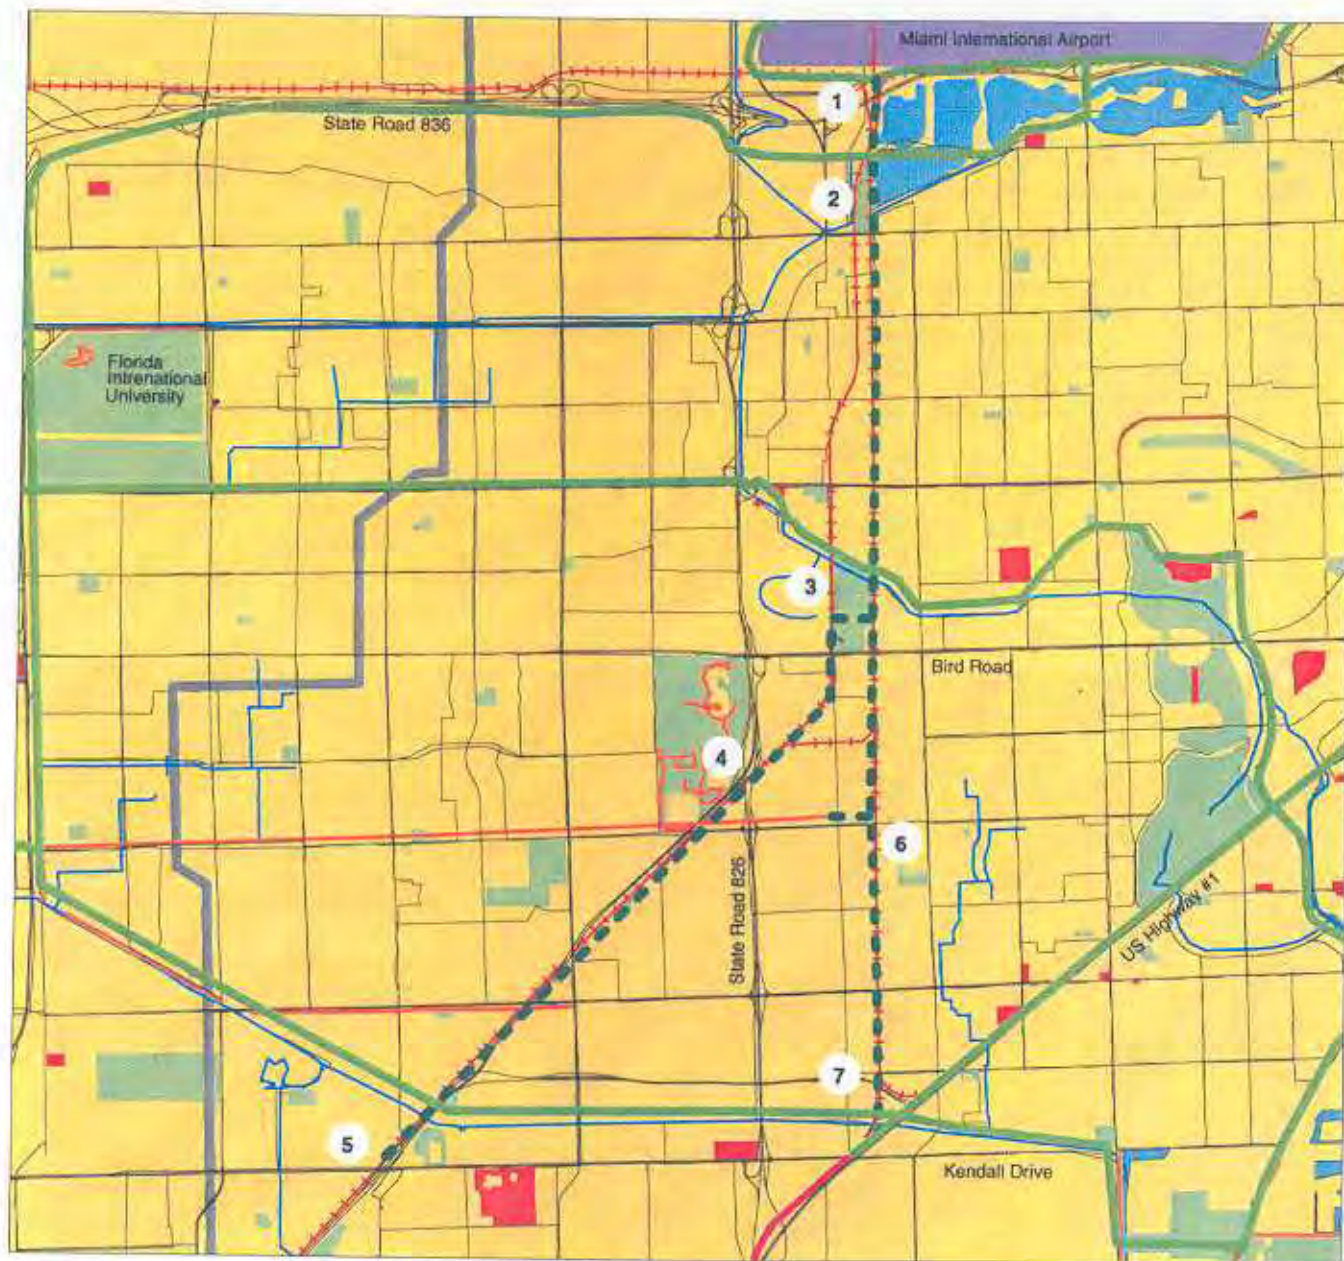 Miami International Airport
1
State Road 836
2
Florida
Intrenational
University
3
Bird Road
4
6
State Road 826
US Highway #1
7
5
Kendall Drive